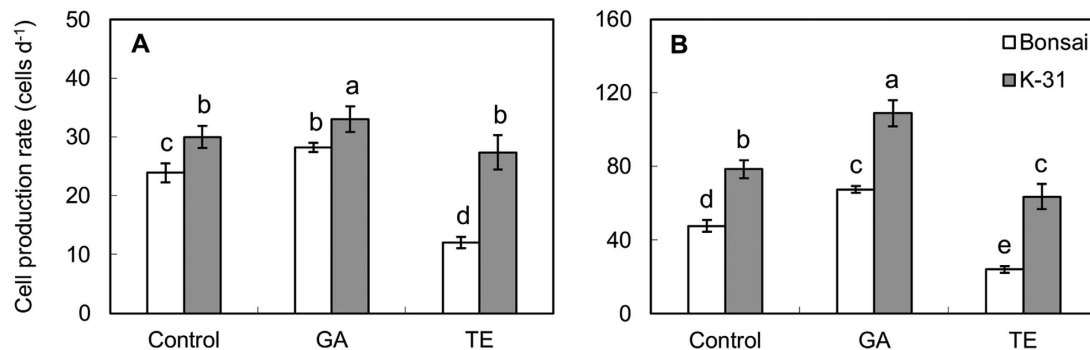 Cell production rate (cells d⁻¹)
50
40
30
20
10
0
A
c
b
b
a
d
b
Control
GA
TE
160
120
80
40
0
B
Bonsai
K-31
d
b
c
a
e
c
Control
GA
TE